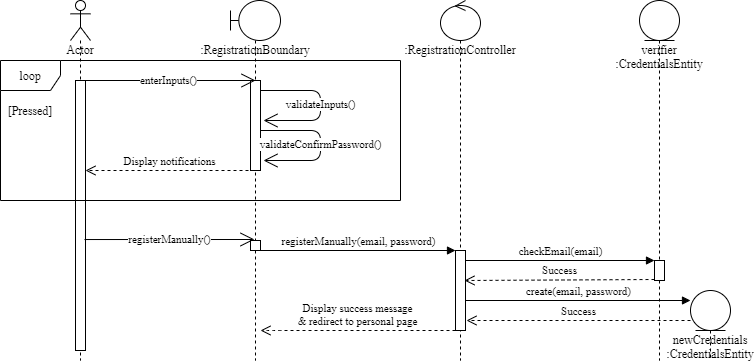 Actor
:RegistrationBoundary
:RegistrationController
verifier
:CredentialsEntity
loop
[Pressed]
enterInputs()
validateInputs()
validateConfirmPassword()
Display notifications
registerManually()
registerManually(email, password)
checkEmail(email)
Success
create(email, password)
Success
Display success message
& redirect to personal page
newCredentials
:CredentialsEntity